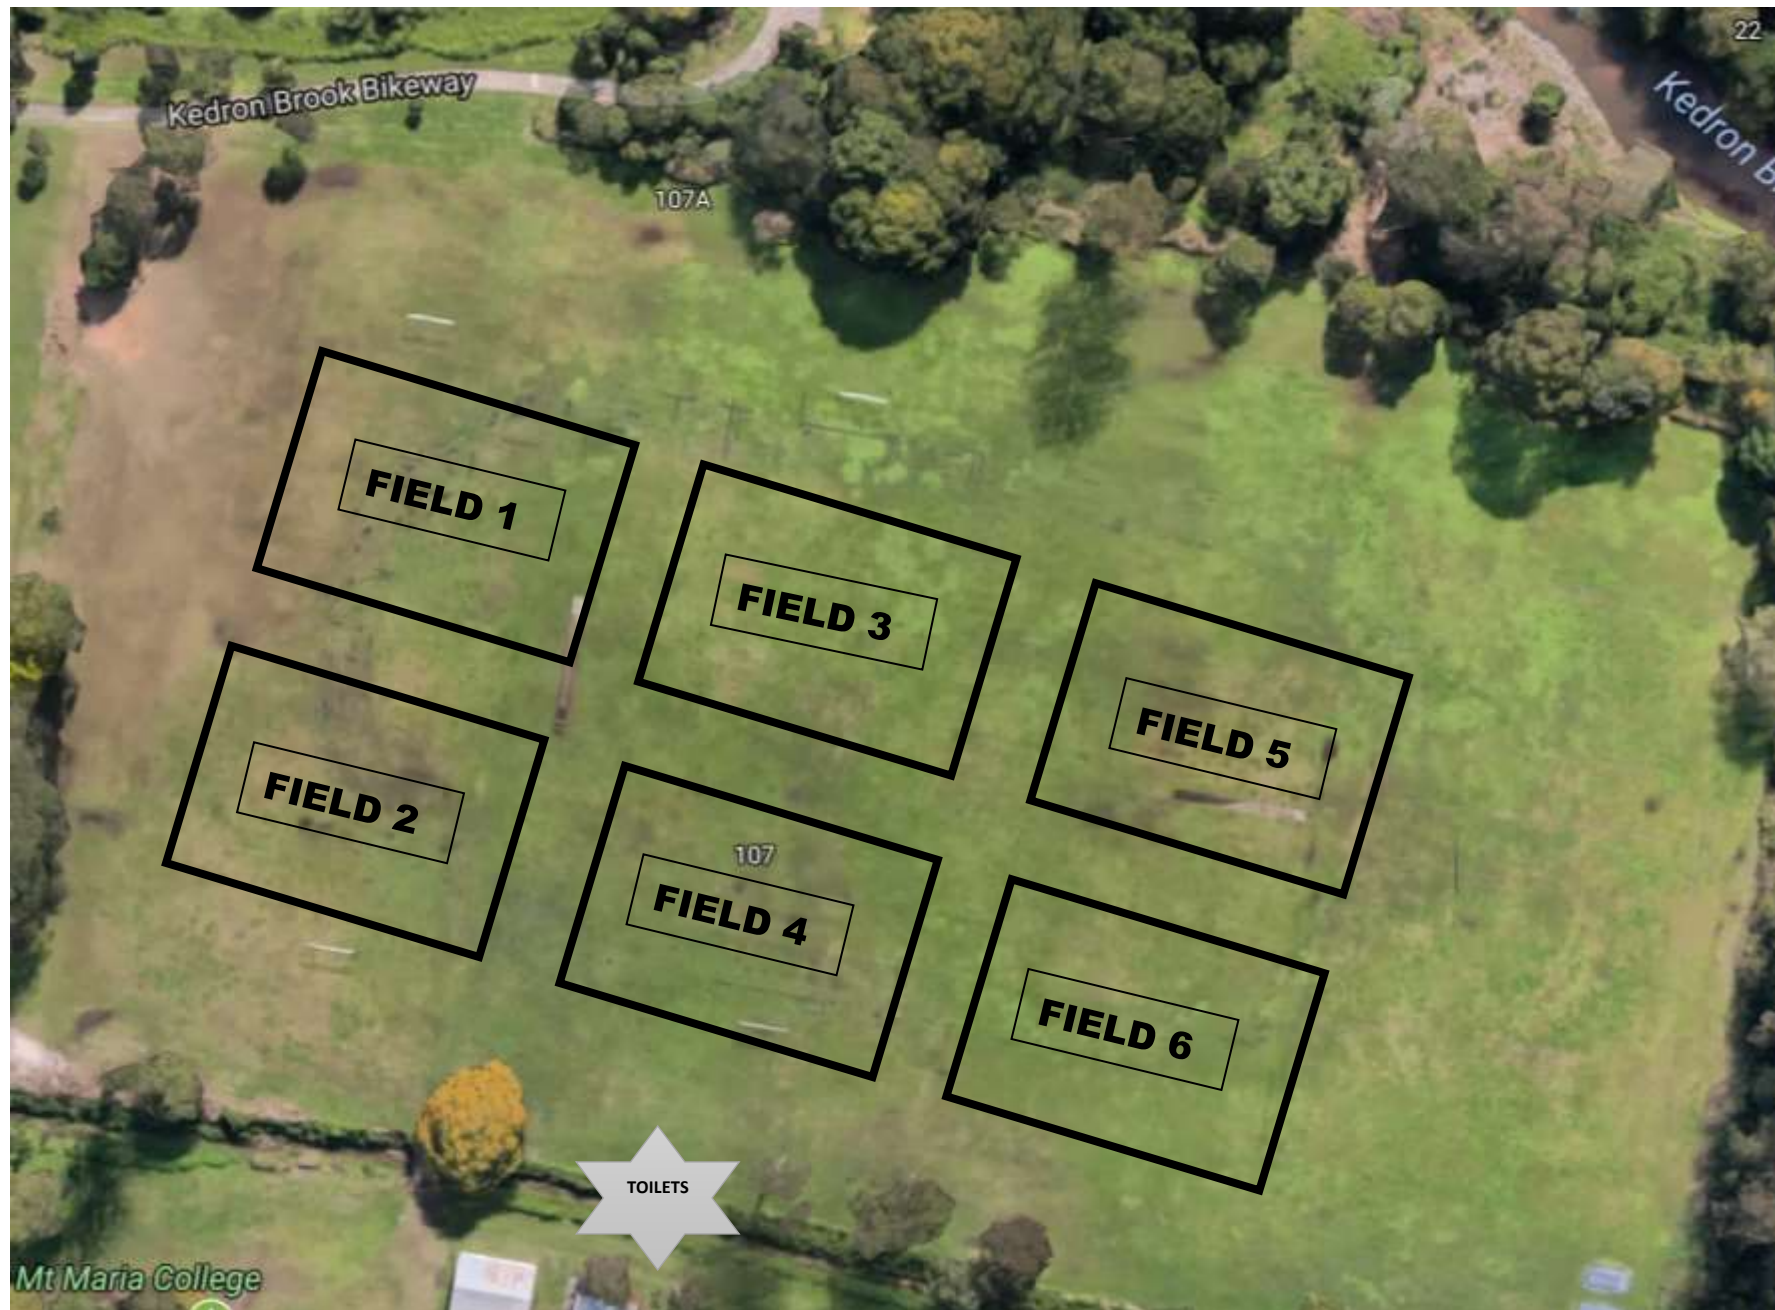 22
Kedron Brook Bikeway
Kedron B
107A
FIELD 1
FIELD 3
FIELD 5
FIELD 2
107
FIELD 4
FIELD 6
TOILETS
Mt Maria College